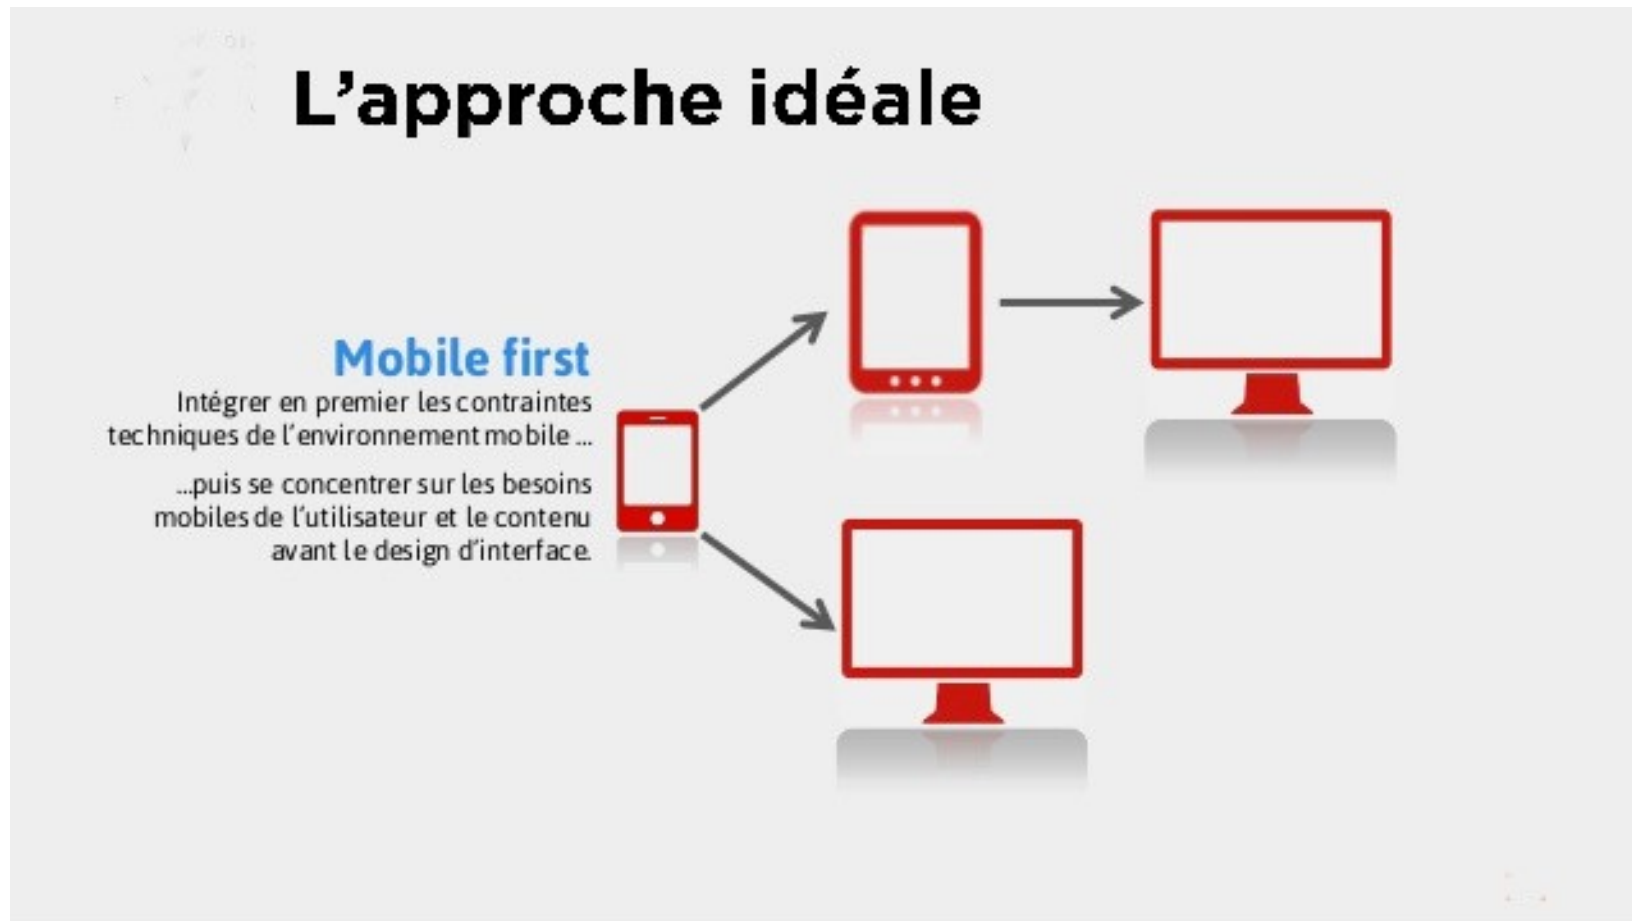 L'approche idéale
Mobile first
Intégrer en premier les contraintes
techniques de l'environnement mobile ...
...puis se concentrer sur les besoins
mobiles de l'utilisateur et le contenu
avant le design d'interface.